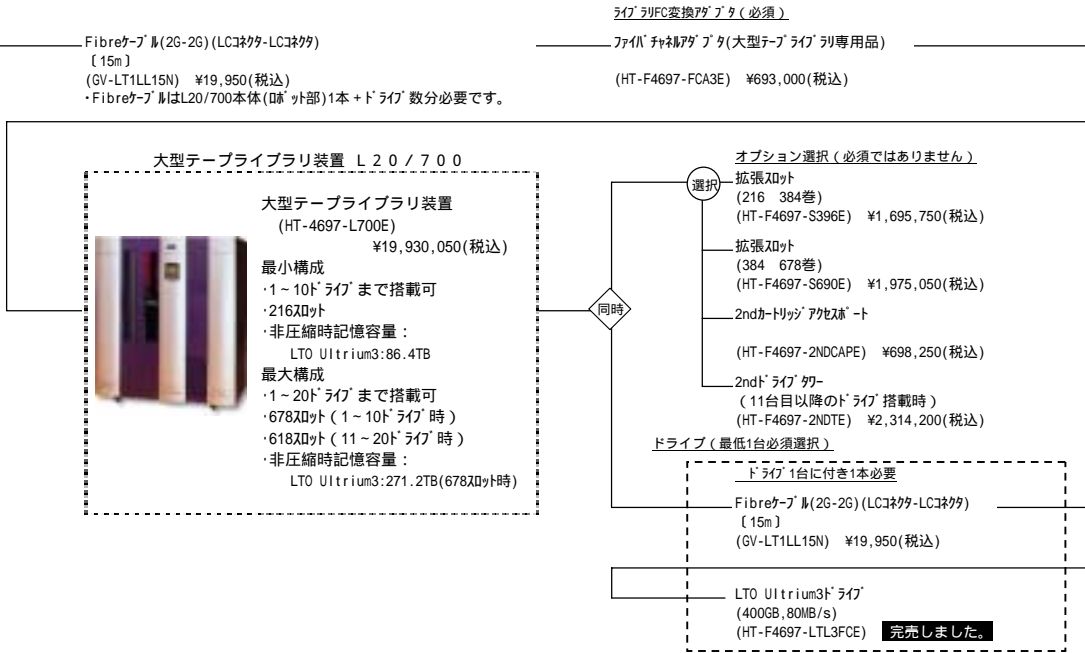 ﾗｲﾌﾞﾗﾘFC変換ｱﾀﾞﾌﾟﾀ(必須)
Fibreｹｰﾌﾞﾙ(2G-2G)(LCｺﾈｸﾀ-LCｺﾈｸﾀ)
〔15m〕
(GV-LT1LL15N) ¥19,950(税込)
・FibreｹｰﾌﾞﾙはL20/700本体(ﾛﾎﾞｯﾄ部)1本+ﾄﾞﾗｲﾌﾞ数分必要です。
ﾌｧｲﾊﾞﾁｬﾈﾙｱﾀﾞﾌﾟﾀ(大型ﾃｰﾌﾟﾗｲﾌﾞﾗﾘ専用品)
(HT-F4697-FCA3E) ¥693,000(税込)
大型テープライブラリ装置 L20/700
大型テープライブラリ装置
(HT-4697-L700E)
¥19,930,050(税込)
最小構成
・1~10ﾄﾞﾗｲﾌﾞまで搭載可
・216ｽﾛｯﾄ
・非圧縮時記憶容量:
LTO Ultrium3:86.4TB
最大構成
・1~20ﾄﾞﾗｲﾌﾞまで搭載可
・678ｽﾛｯﾄ(1~10ﾄﾞﾗｲﾌﾞ時)
・618ｽﾛｯﾄ(11~20ﾄﾞﾗｲﾌﾞ時)
・非圧縮時記憶容量:
LTO Ultrium3:271.2TB(678ｽﾛｯﾄ時)
同時
オプション選択(必須ではありません)
選択
拡張ｽﾛｯﾄ
(216 384巻)
(HT-F4697-S396E) ¥1,695,750(税込)
拡張ｽﾛｯﾄ
(384 678巻)
(HT-F4697-S690E) ¥1,975,050(税込)
2ndｶｰﾄﾘｯｼﾞｱｸｾｽﾎﾟｰﾄ
(HT-F4697-2NDCAPE) ¥698,250(税込)
2ndﾄﾞﾗｲﾌﾞﾀﾜｰ
(11台目以降のﾄﾞﾗｲﾌﾞ搭載時)
(HT-F4697-2NDTE) ¥2,314,200(税込)
ドライブ(最低1台必須選択)
ﾄﾞﾗｲﾌﾞ1台に付き1本必要
Fibreｹｰﾌﾞﾙ(2G-2G)(LCｺﾈｸﾀ-LCｺﾈｸﾀ)
〔15m〕
(GV-LT1LL15N) ¥19,950(税込)
LTO Ultrium3ﾄﾞﾗｲﾌﾞ
(400GB,80MB/s)
(HT-F4697-LTL3FCE) 完売しました。